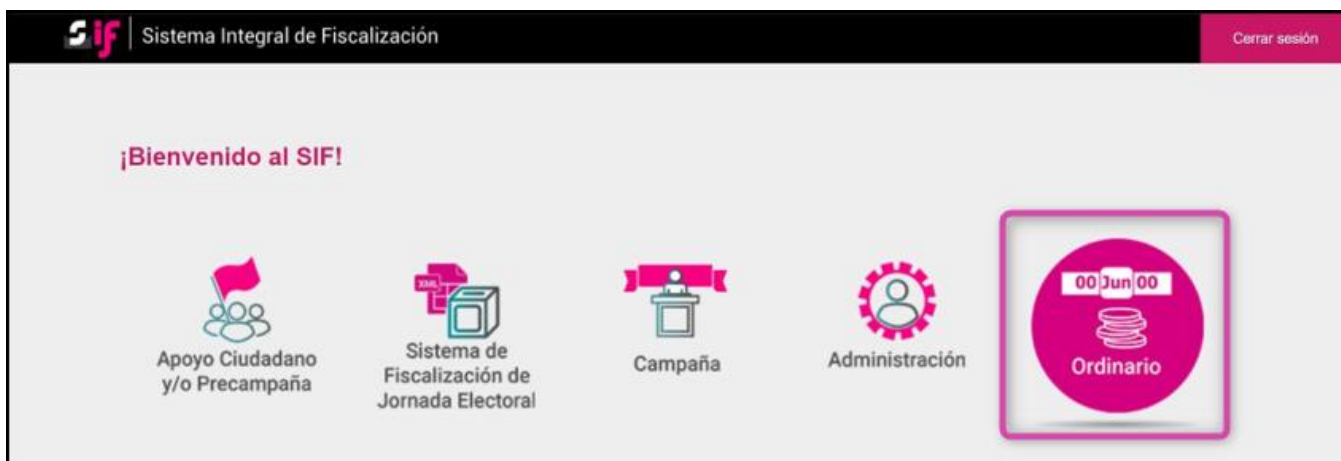 sif Sistema Integral de Fiscalización
Cerrar sesión
¡Bienvenido al SIF!
Apoyo Ciudadano
y/o Precampaña
XML
Sistema de
Fiscalización de
Jornada Electoral
Campaña
Administración
00 Jun 00
Ordinario